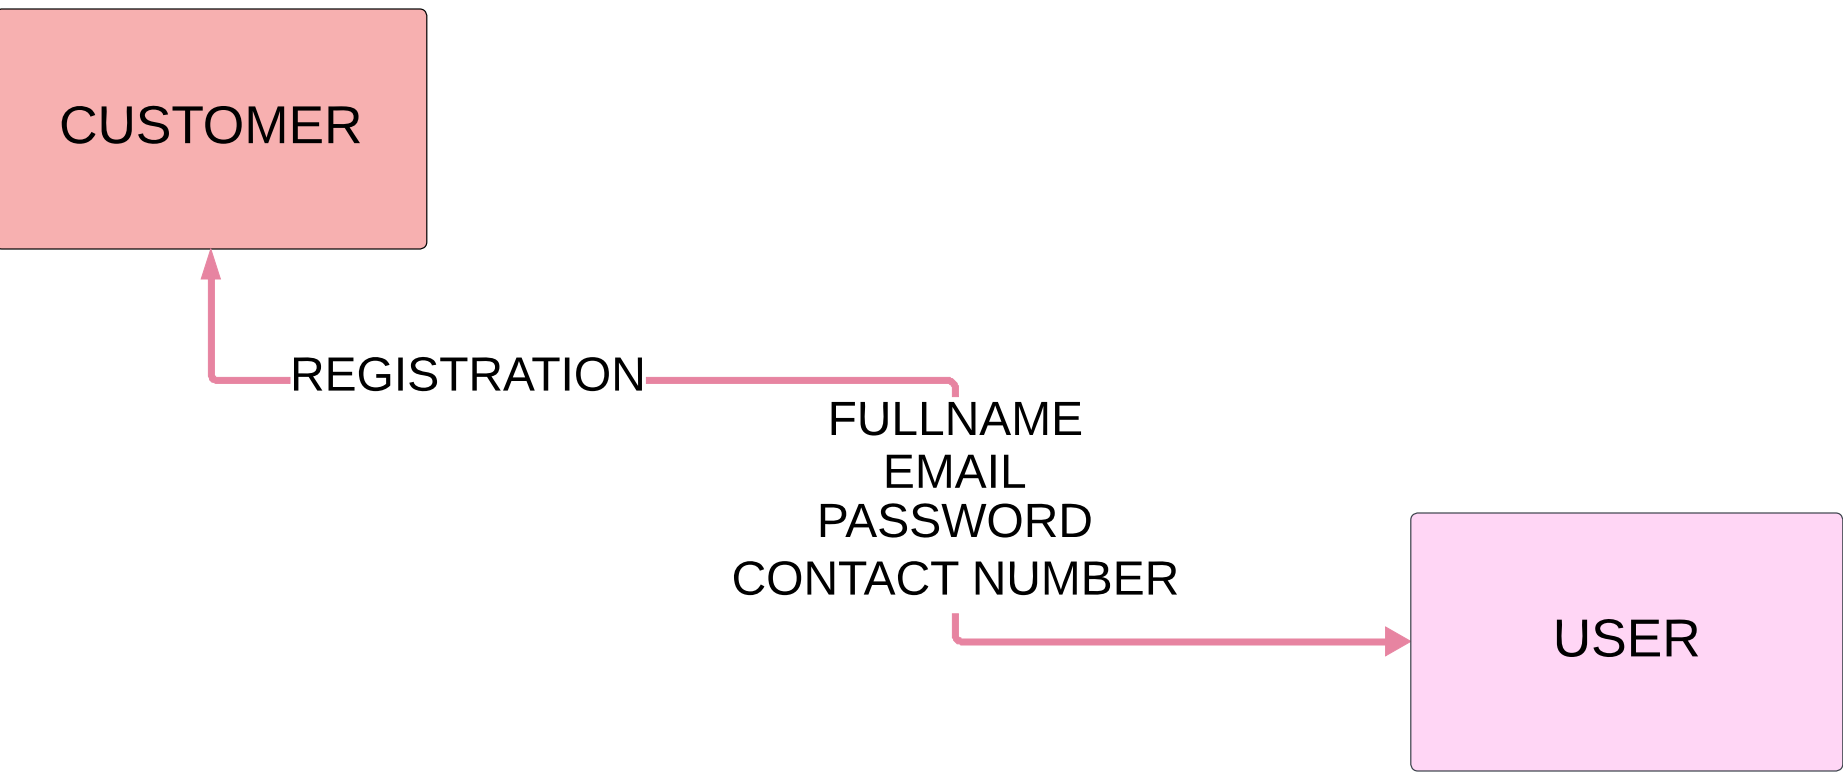 CUSTOMER
REGISTRATION
FULLNAME
EMAIL
PASSWORD
CONTACT NUMBER
USER